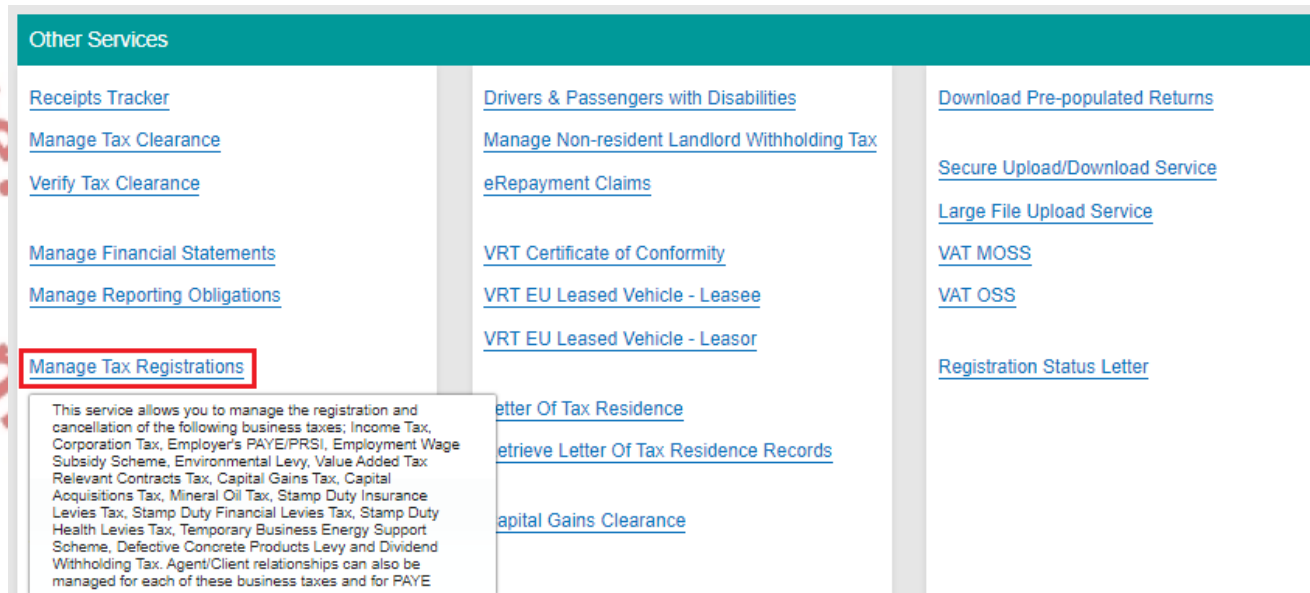 Other Services
Receipts Tracker
Manage Tax Clearance
Verify Tax Clearance
Manage Financial Statements
Manage Reporting Obligations
Manage Tax Registrations
This service allows you to manage the registration and
cancellation of the following business taxes; Income Tax,
Corporation Tax, Employer's PAYE/PRSI, Employment Wage
Subsidy Scheme, Environmental Levy, Value Added Tax
Relevant Contracts Tax, Capital Gains Tax, Capital
Acquisitions Tax, Mineral Oil Tax, Stamp Duty Insurance
Levies Tax, Stamp Duty Financial Levies Tax, Stamp Duty
Health Levies Tax, Temporary Business Energy Support
Scheme, Defective Concrete Products Levy and Dividend
Withholding Tax. Agent/Client relationships can also be
managed for each of these business taxes and for PAYE
Drivers & Passengers with Disabilities
Manage Non-resident Landlord Withholding Tax
eRepayment Claims
VRT Certificate of Conformity
VRT EU Leased Vehicle - Leasee
VRT EU Leased Vehicle - Leasor
etter Of Tax Residence
etrieve Letter Of Tax Residence Records
apital Gains Clearance
Download Pre-populated Returns
Secure Upload/Download Service
Large File Upload Service
VAT MOSS
VAT OSS
Registration Status Letter